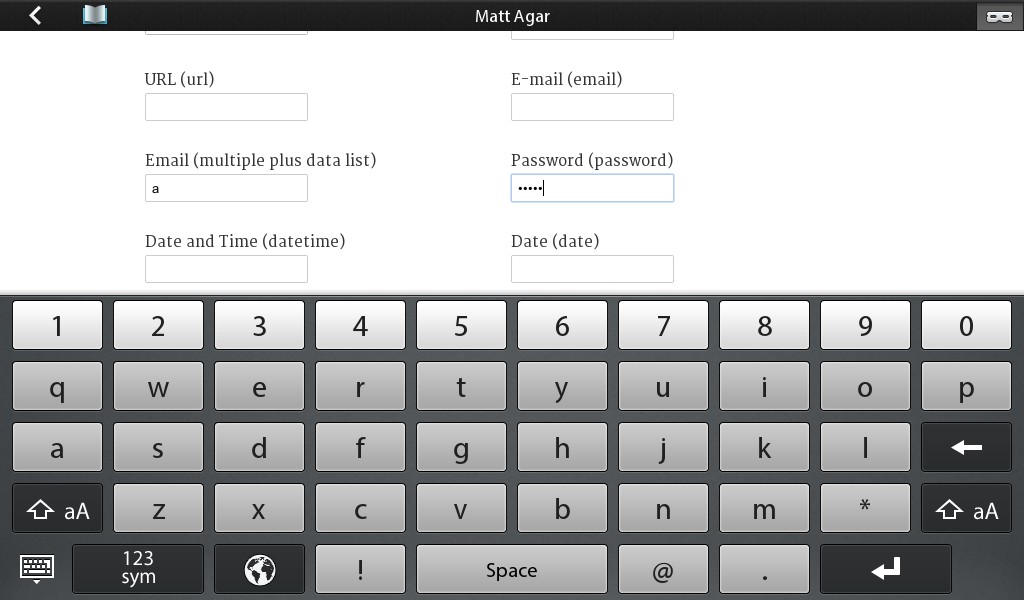 Matt Agar
URL (url) E-mail (email)
Email (multiple plus data list) Password (password)
a •••••
Date and Time (datetime) Date (date)
1 2 3 4 5 6 7 8 9 0
q w e r t y u i o p
a s d f g h j k l
aA z x c v b n m * aA
123
sym ! Space @ .